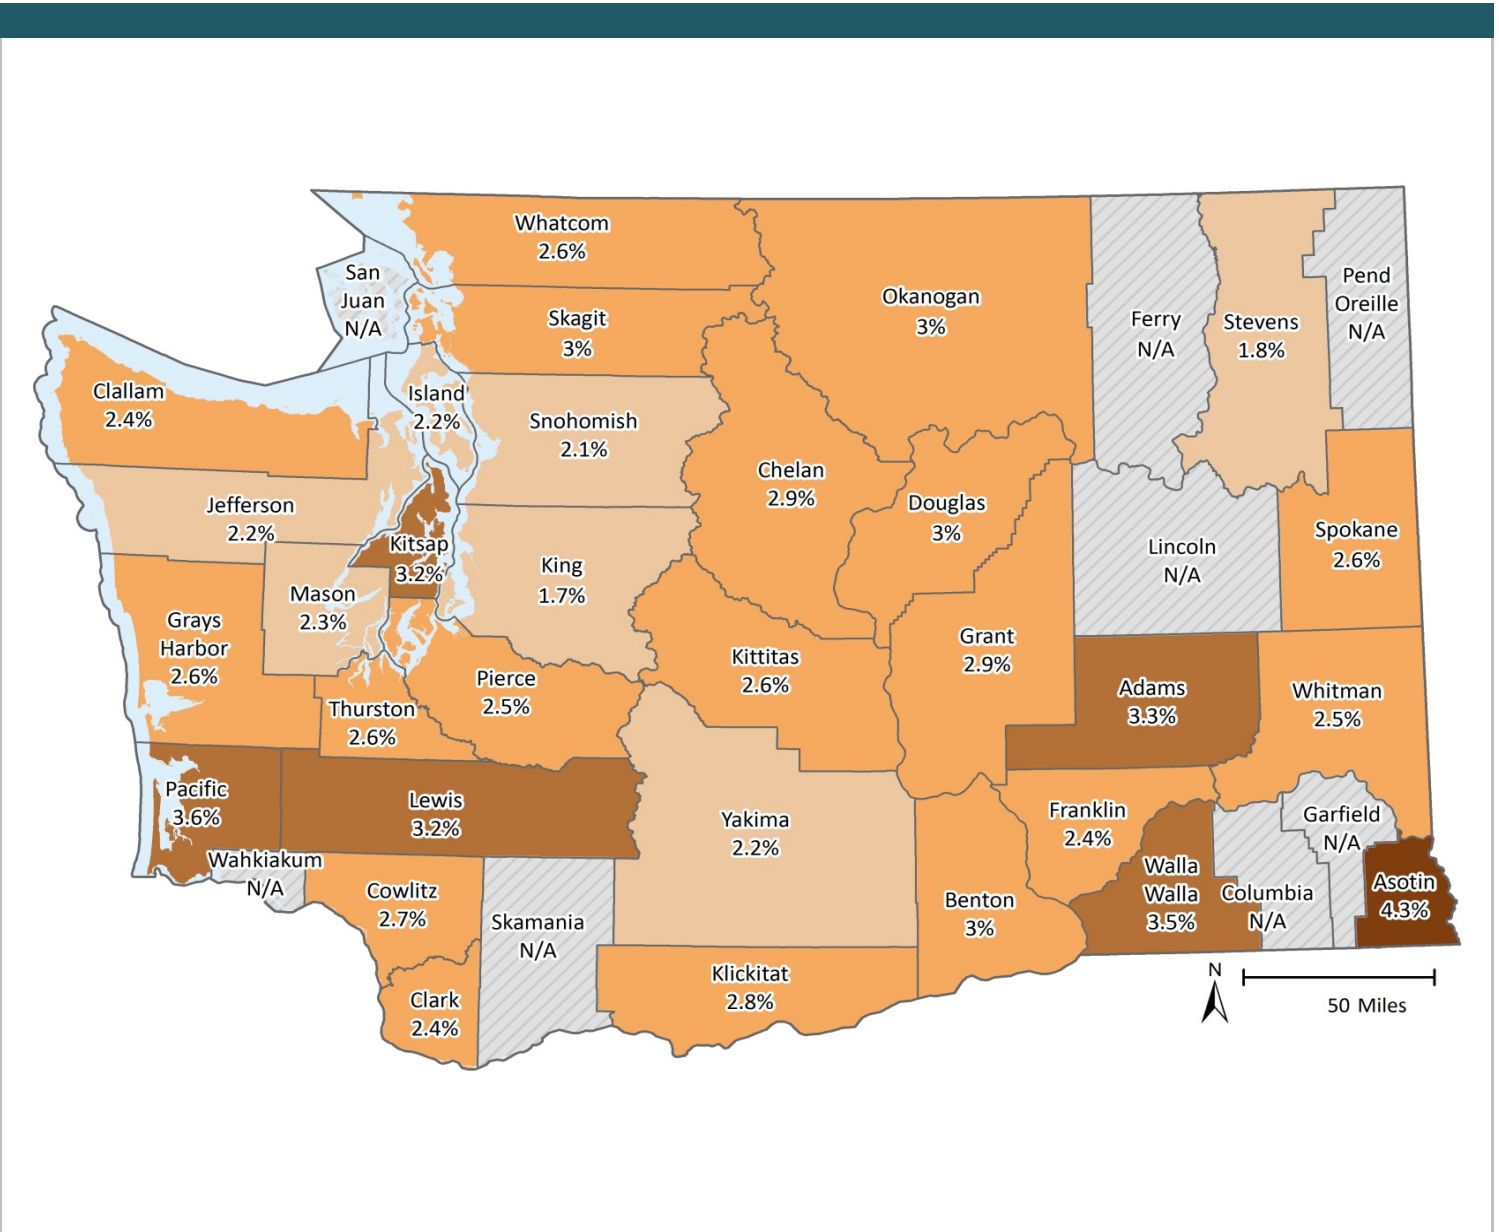 Whatcom
2.6%
San
Juan
N/A
Skagit
3%
Okanogan
3%
Ferry
N/A
Stevens
1.8%
Pend
Oreille
N/A
Clallam
2.4%
Island
2.2%
Snohomish
2.1%
Chelan
2.9%
Douglas
3%
Jefferson
2.2%
Kitsap
3.2%
King
1.7%
Lincoln
N/A
Spokane
2.6%
Mason
2.3%
Grays
Harbor
2.6%
Grant
2.9%
Kittitas
2.6%
Pierce
2.5%
Thurston
2.6%
Adams
3.3%
Whitman
2.5%
Pacific
3.6%
Lewis
3.2%
Yakima
2.2%
Franklin
2.4%
Garfield
N/A
Wahkiakum
N/A
Cowlitz
2.7%
Skamania
N/A
Benton
3%
Walla
Walla
3.5%
Columbia
N/A
Asotin
4.3%
Klickitat
2.8%
Clark
2.4%
N
50 Miles